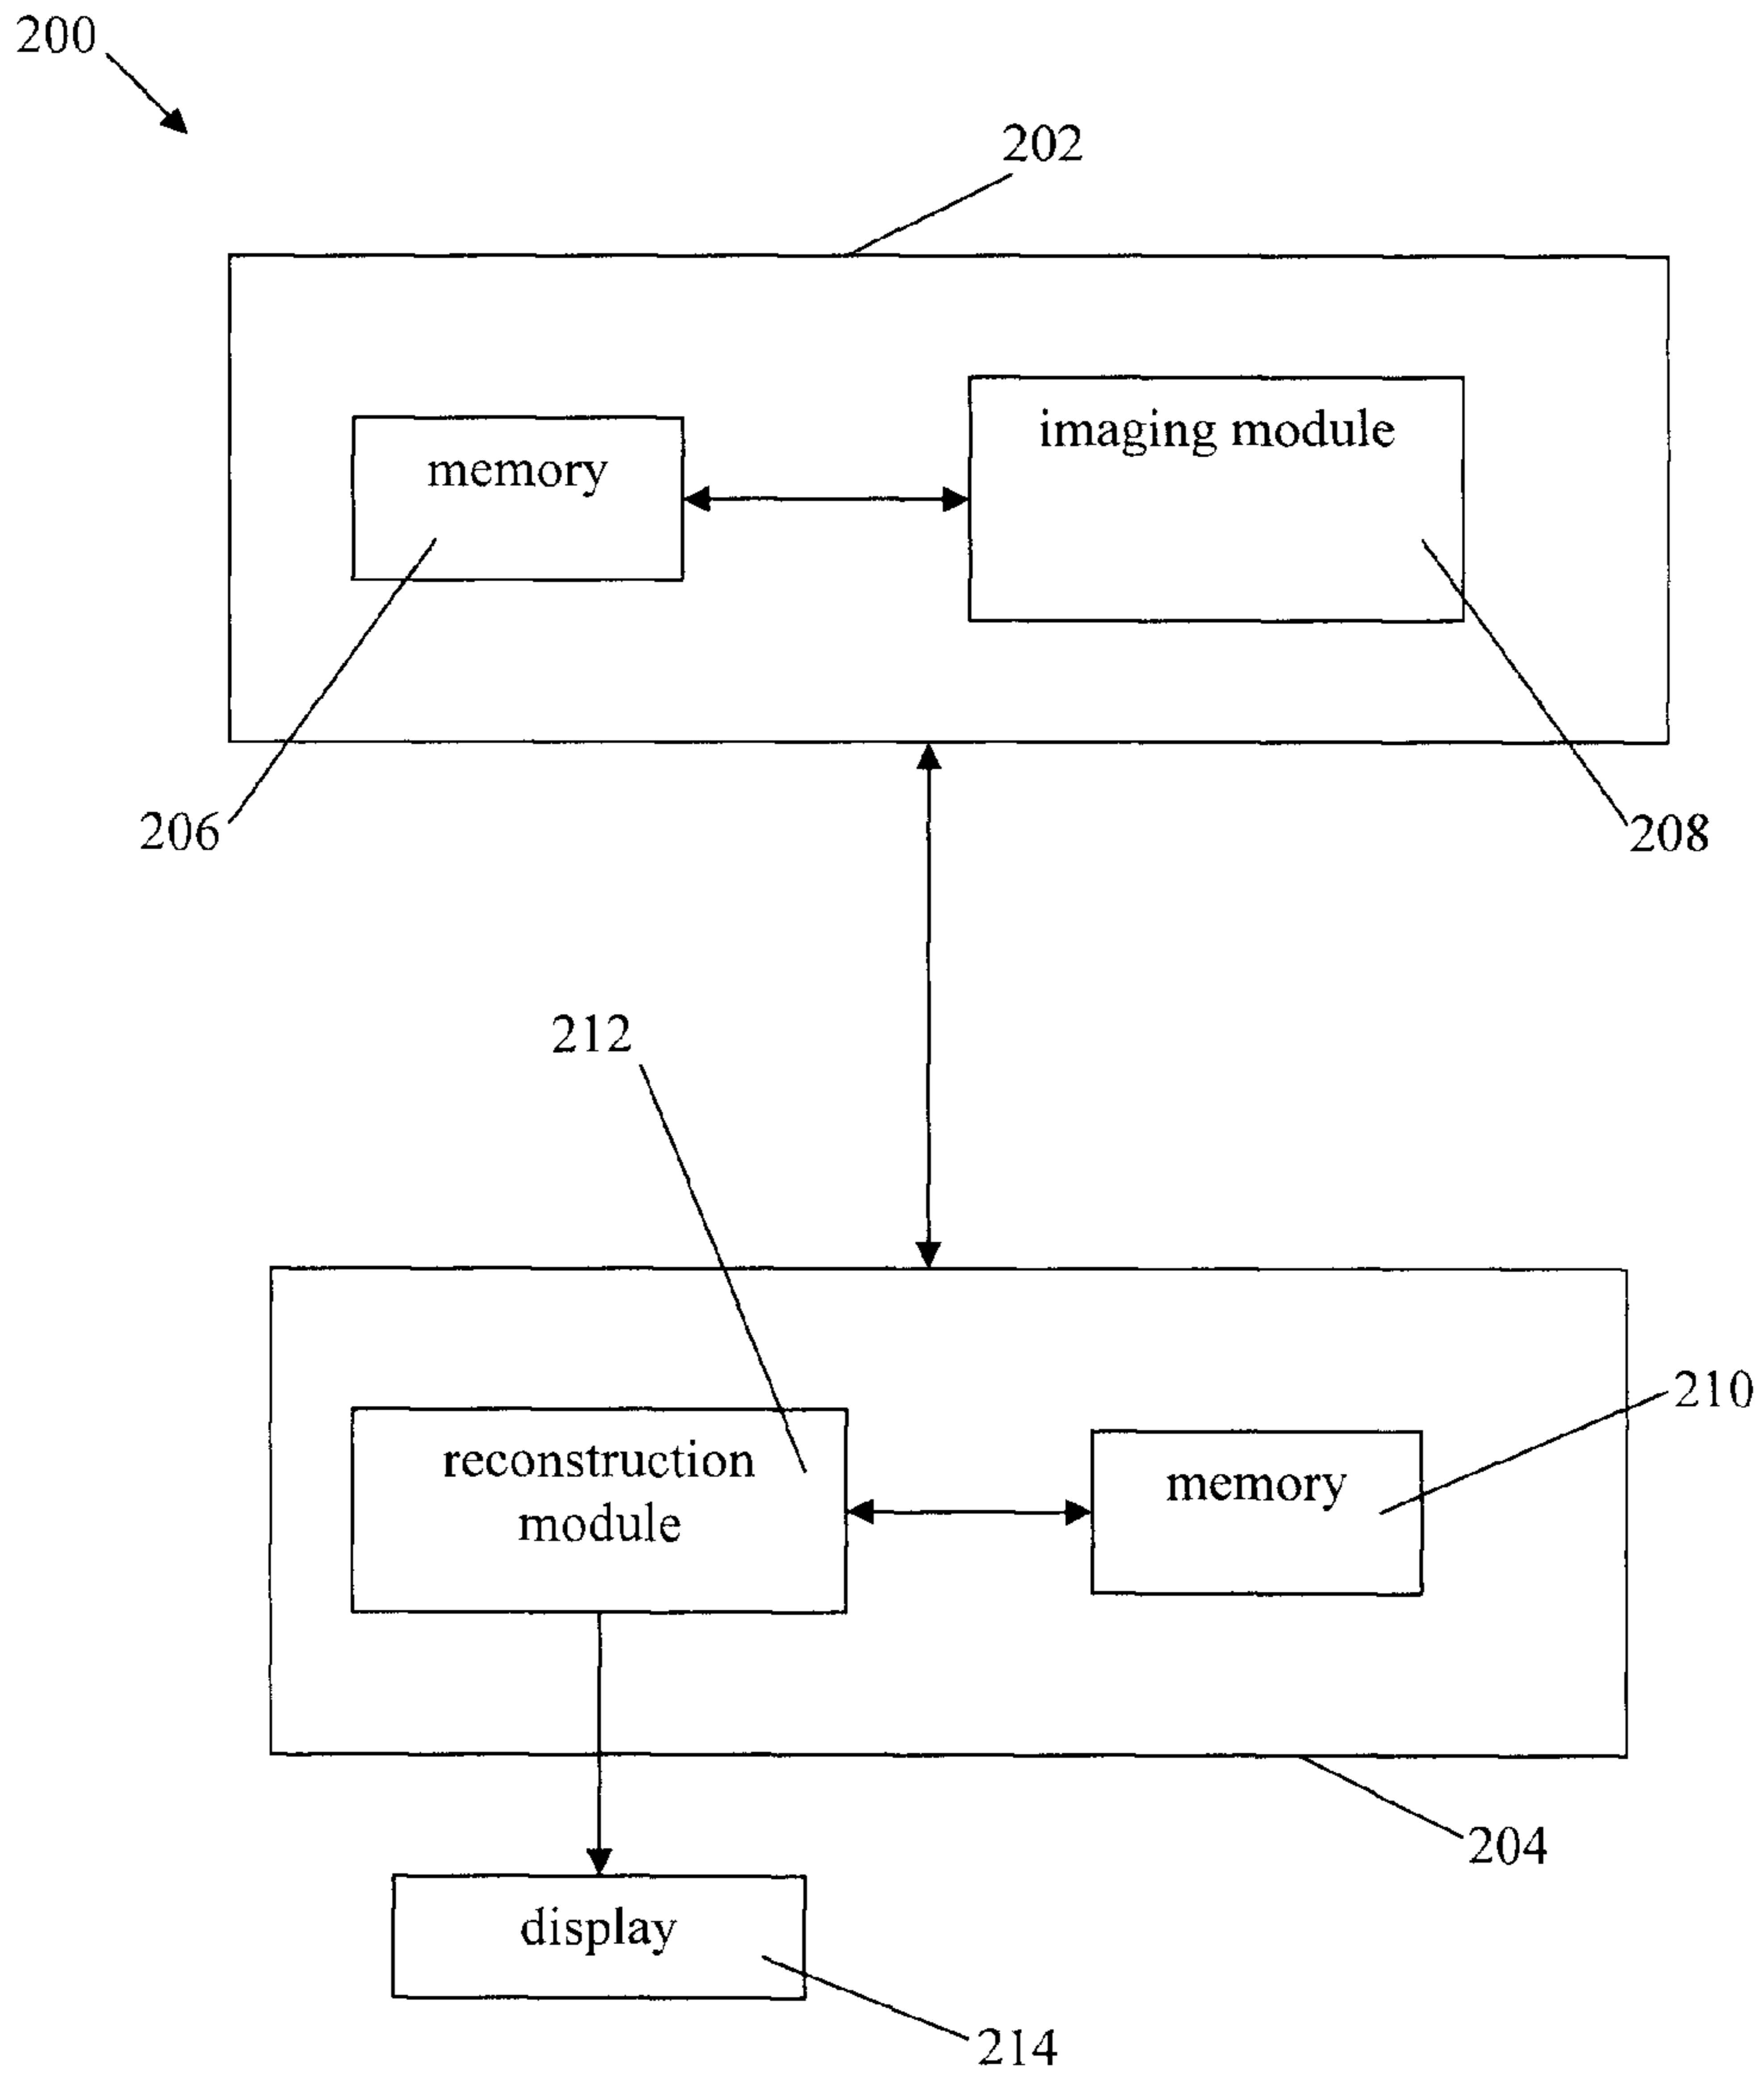 200
202
memory
imaging module
206
208
212
210
reconstruction
module
memory
204
display
214